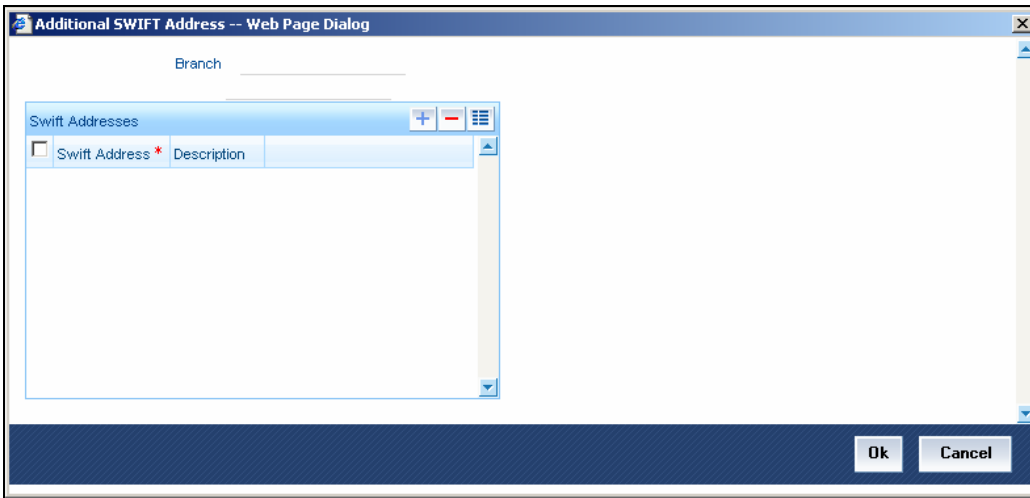 Additional SWIFT Address -- Web Page Dialog
Branch
Swift Addresses
Swift Address * Description
Ok Cancel